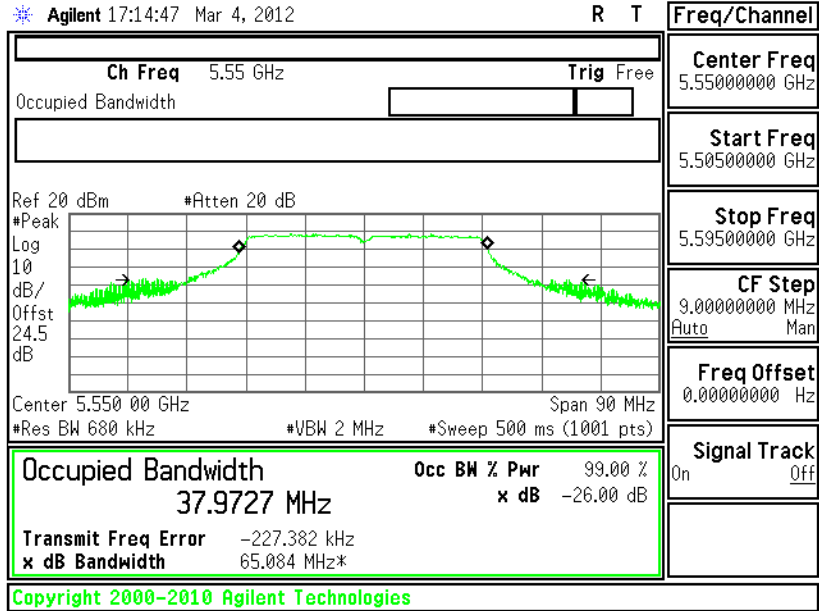 Agilent 17:14:47 Mar 4, 2012 R T
Freq/Channel
Ch Freq 5.55 GHz Trig Free
Occupied Bandwidth
Center Freq
5.55000000 GHz
Start Freq
5.50500000 GHz
Stop Freq
5.59500000 GHz
CF Step
9.00000000 MHz
Auto Man
Freq Offset
0.00000000 Hz
Signal Track
On Off
Ref 20 dBm #Atten 20 dB
#Peak
Log
10
dB/
Offst
24.5
dB
Center 5.550 00 GHz Span 90 MHz
#Res BW 680 kHz #VBW 2 MHz #Sweep 500 ms (1001 pts)
Occupied Bandwidth Occ BW % Pwr 99.00 %
37.9727 MHz x dB -26.00 dB
Transmit Freq Error -227.382 kHz
x dB Bandwidth 65.084 MHz*
Copyright 2000-2010 Agilent Technologies